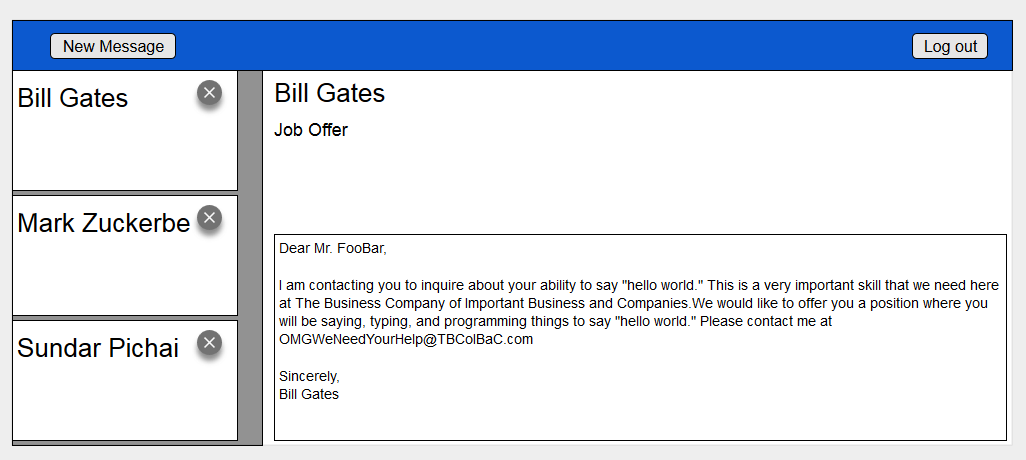 New Message
Log out
Bill Gates
Mark Zuckerbe
Sundar Pichai
Bill Gates
Job Offer
Dear Mr. FooBar,
I am contacting you to inquire about your ability to say "hello world." This is a very important skill that we need here
at The Business Company of Important Business and Companies.We would like to offer you a position where you
will be saying, typing, and programming things to say "hello world." Please contact me at
OMGWeNeedYourHelp@TBColBaC.com
Sincerely,
Bill Gates